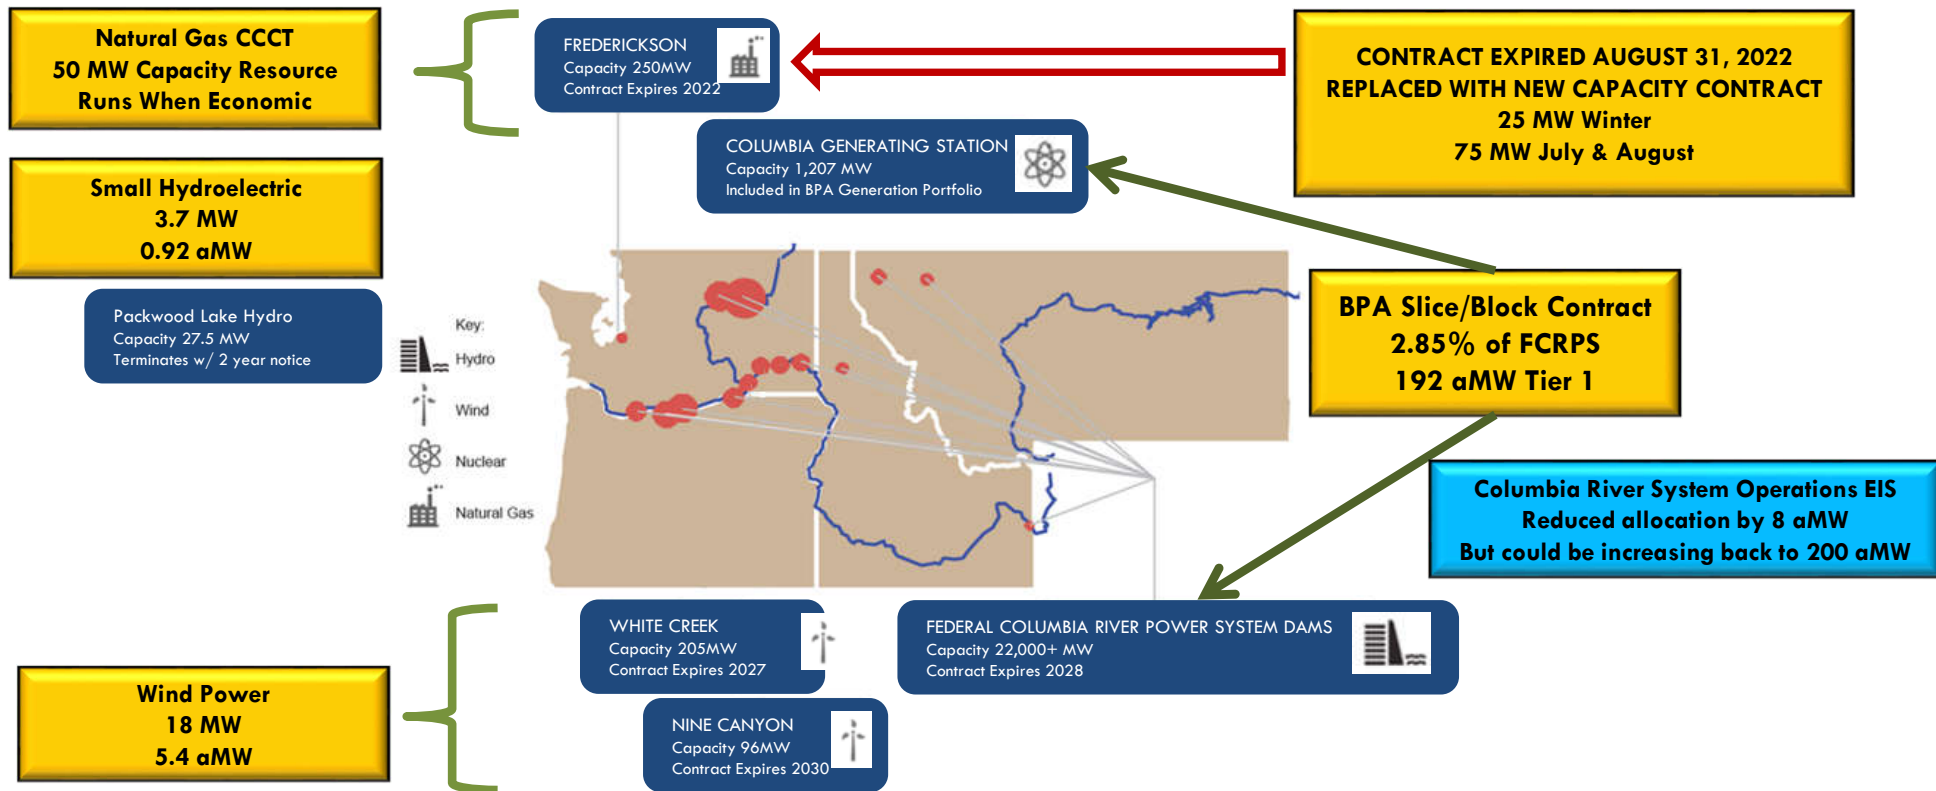 Natural Gas CCCT
50 MW Capacity Resource
Runs When Economic
FREDERICKSON
Capacity 250MW
Contract Expires 2022
CONTRACT EXPIRED AUGUST 31, 2022
REPLACED WITH NEW CAPACITY CONTRACT
25 MW Winter
75 MW July & August
COLUMBIA GENERATING STATION
Capacity 1,207 MW
Included in BPA Generation Portfolio
Small Hydroelectric
3.7 MW
0.92 aMW
Packwood Lake Hydro
Capacity 27.5 MW
Terminates w/ 2 year notice
Key:
Hydro
Wind
Nuclear
Natural Gas
BPA Slice/Block Contract
2.85% of FCRPS
192 aMW Tier 1
Columbia River System Operations EIS
Reduced allocation by 8 aMW
But could be increasing back to 200 aMW
WHITE CREEK
Capacity 205MW
Contract Expires 2027
FEDERAL COLUMBIA RIVER POWER SYSTEM DAMS
Capacity 22,000+ MW
Contract Expires 2028
Wind Power
18 MW
5.4 aMW
NINE CANYON
Capacity 96MW
Contract Expires 2030